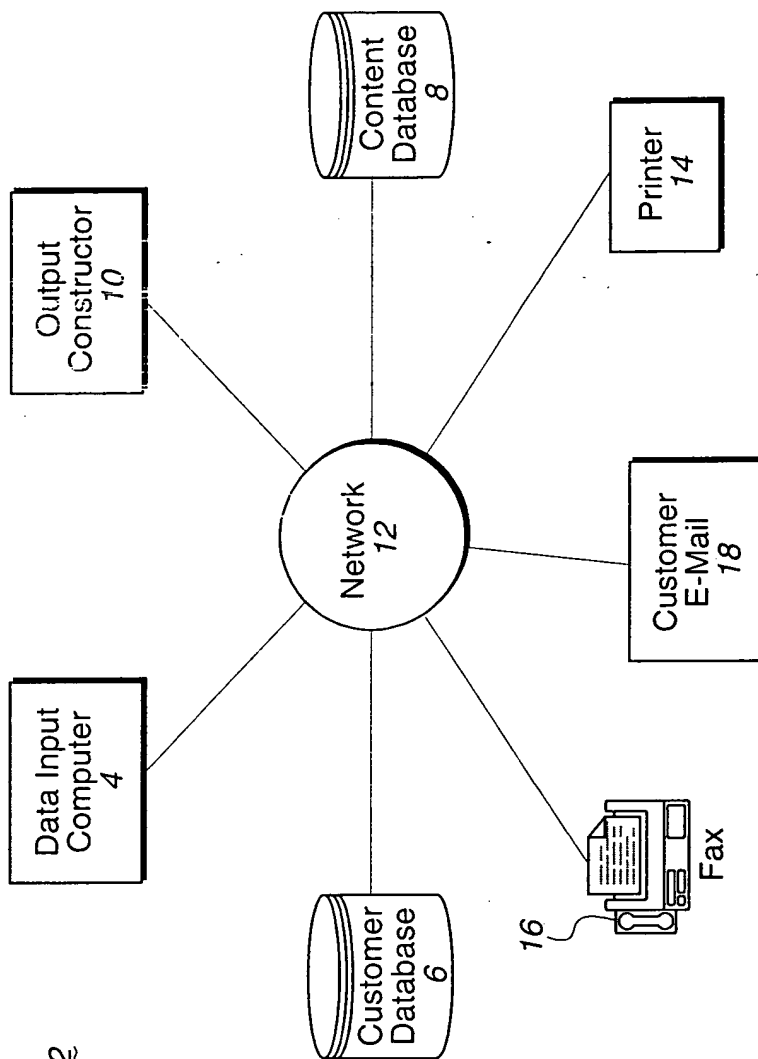 2
Data Input
Computer
4
Output
Constructor
10
Customer
Database
6
Network
12
Content
Database
8
16
Fax
Customer
E-Mail
18
Printer
14